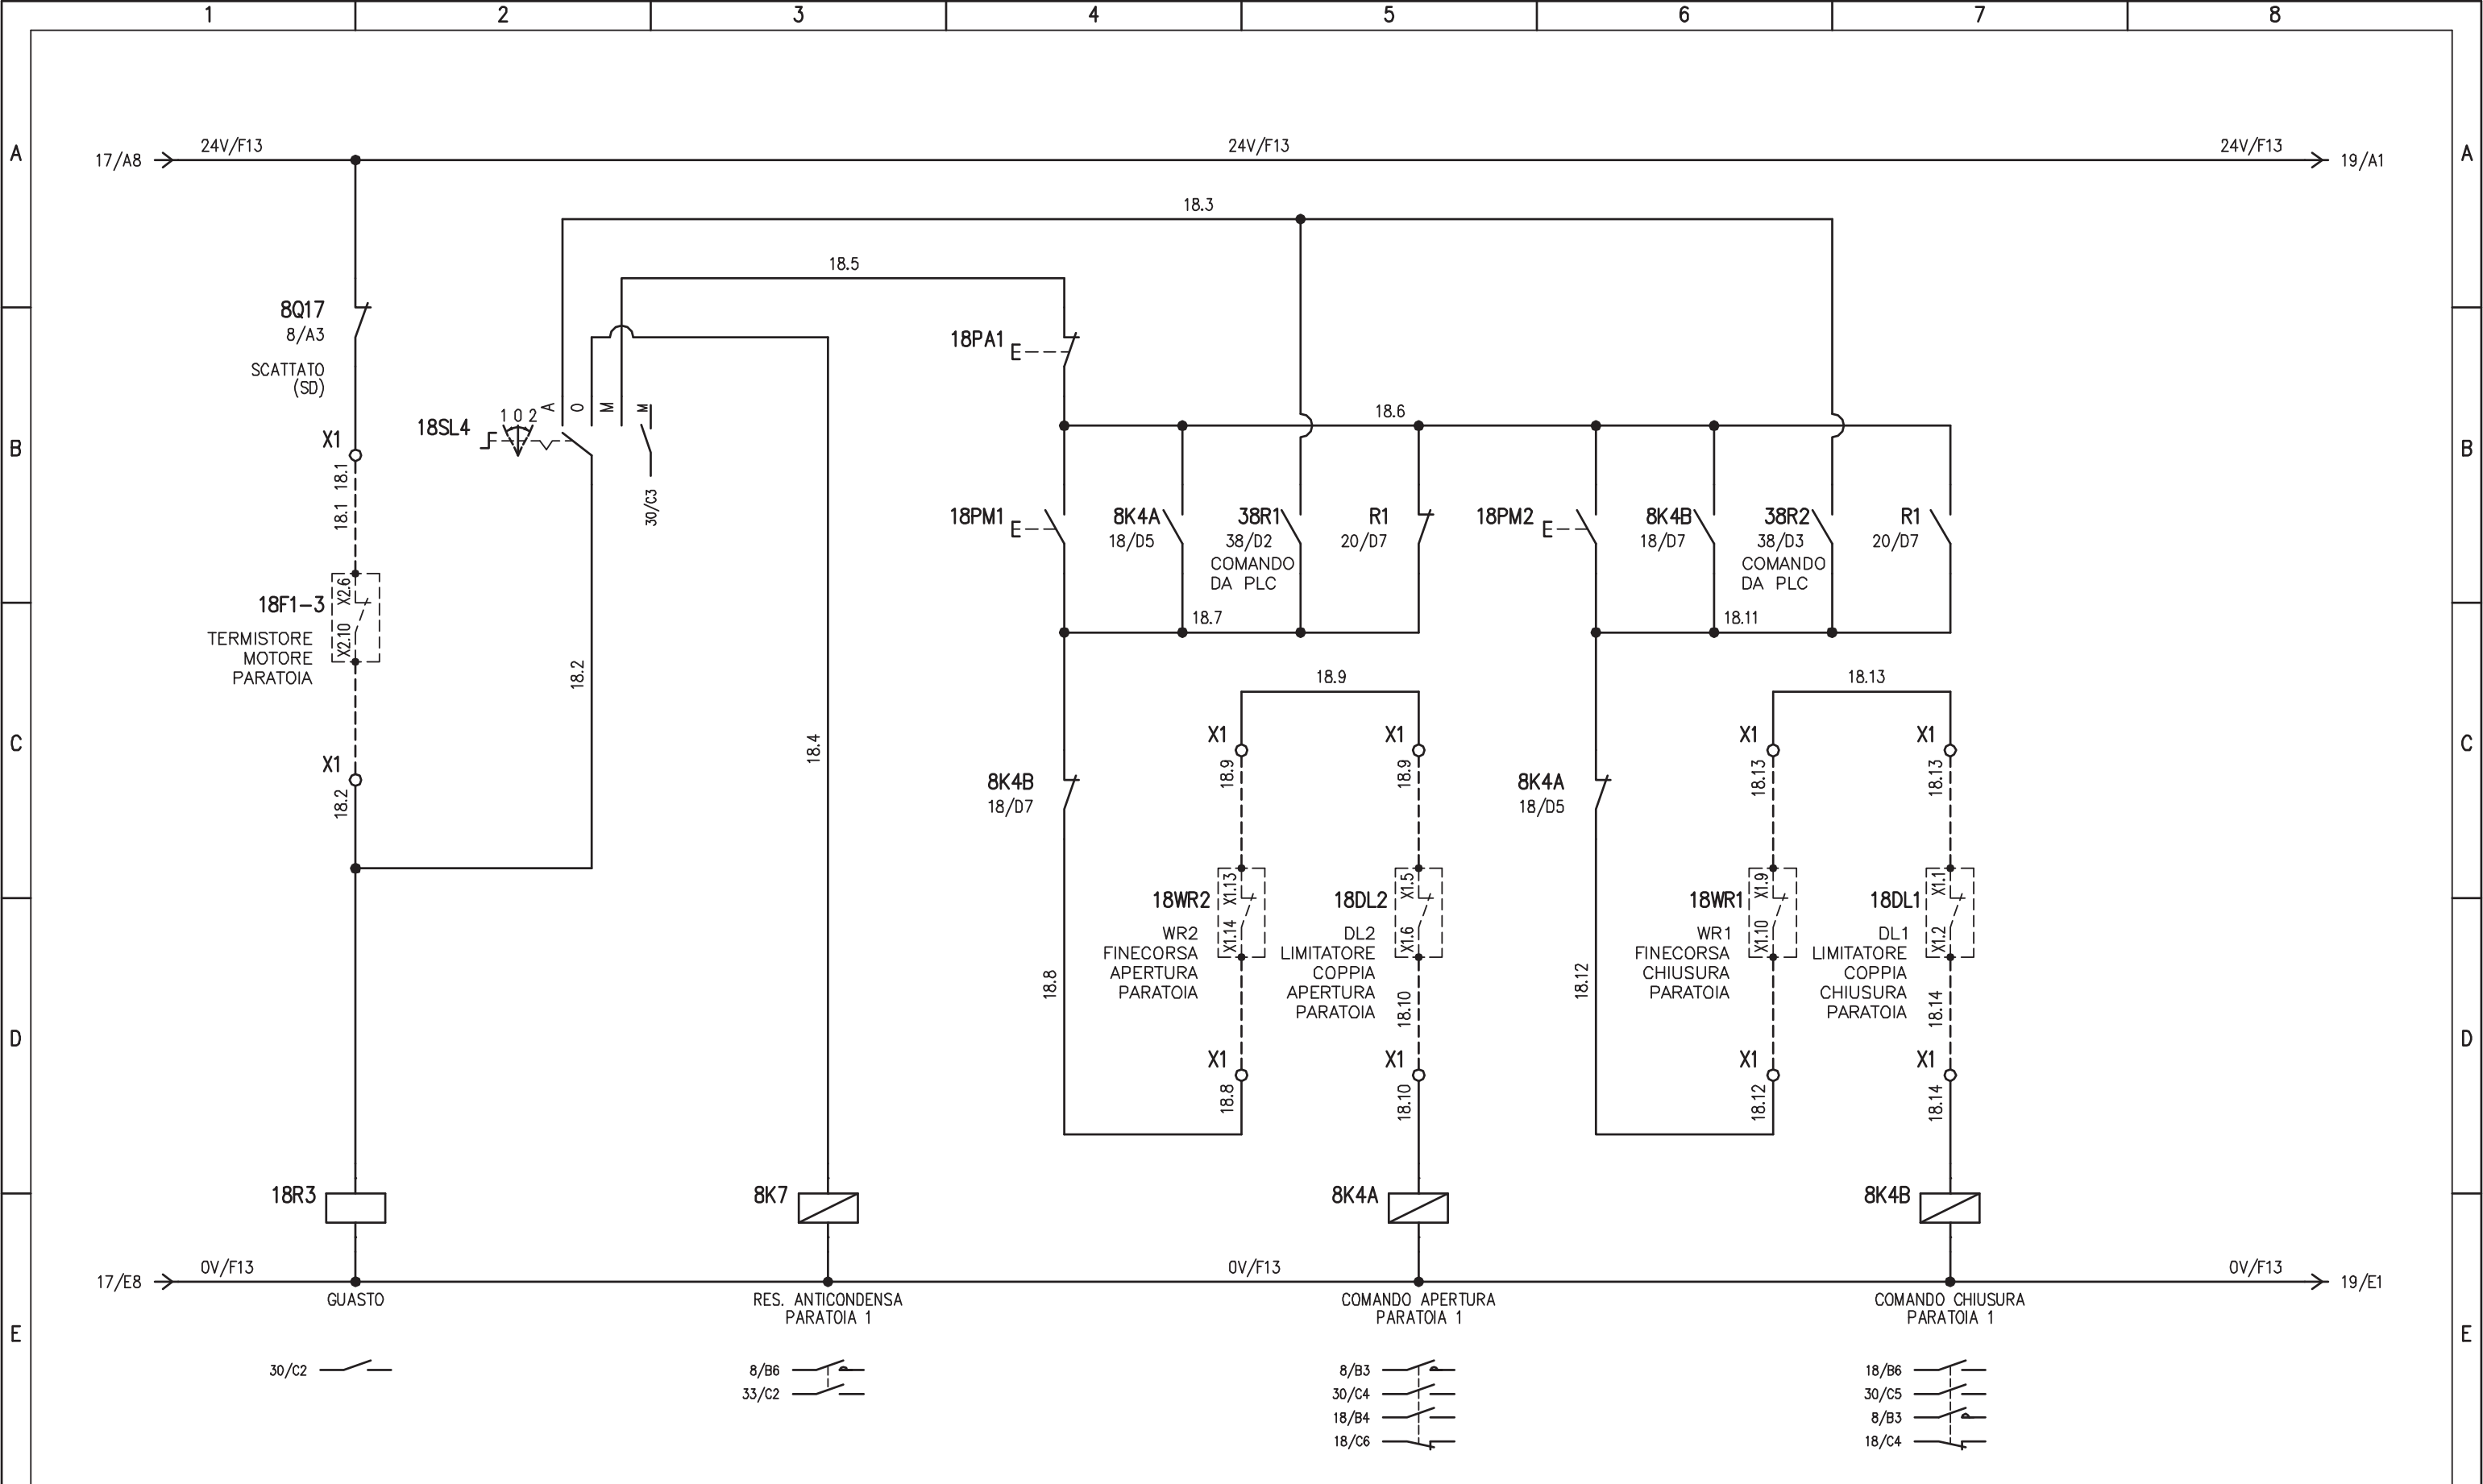 1 2 3 4 5 6 7 8
A A
17/A8 24V/F13 24V/F13 24V/F13 19/A1
18.3
18.5
8Q17
8/A3
SCATTATO
(SD)
18PA1
E
A O M M
1 0 2
18SL4
30/C3
B B
X1
18.1
18.1
18.6
18PM1
E
8K4A
18/D5
38R1
38/D2
COMANDO
DA PLC
R1
20/D7
18PM2
E
8K4B
18/D7
38R2
38/D3
COMANDO
DA PLC
R1
20/D7
X2.6
18F1-3
X2.10
TERMISTORE
MOTORE
PARATOIA
18.7
18.11
18.2
18.4
18.9
18.13
C C
X1
18.2
8K4B
18/D7
X1
18.9
X1
18.9
8K4A
18/D5
X1
18.13
X1
18.13
X1.13
18WR2
X1.14
WR2
FINECORSA
APERTURA
PARATOIA
X1.5
18DL2
X1.6
DL2
LIMITATORE
COPPIA
APERTURA
PARATOIA
X1.9
18WR1
X1.10
WR1
FINECORSA
CHIUSURA
PARATOIA
X1.1
18DL1
X1.2
DL1
LIMITATORE
COPPIA
CHIUSURA
PARATOIA
18.8
18.10
18.12
18.14
D D
X1
18.8
X1
18.10
X1
18.12
X1
18.14
18R3
8K7
8K4A
8K4B
17/E8 0V/F13 0V/F13 0V/F13 19/E1
GUASTO
RES. ANTICONDENSA
PARATOIA 1
COMANDO APERTURA
PARATOIA 1
COMANDO CHIUSURA
PARATOIA 1
E E
30/C2
8/B6
33/C2
8/B3
30/C4
18/B4
18/C6
18/B6
30/C5
8/B3
18/C4